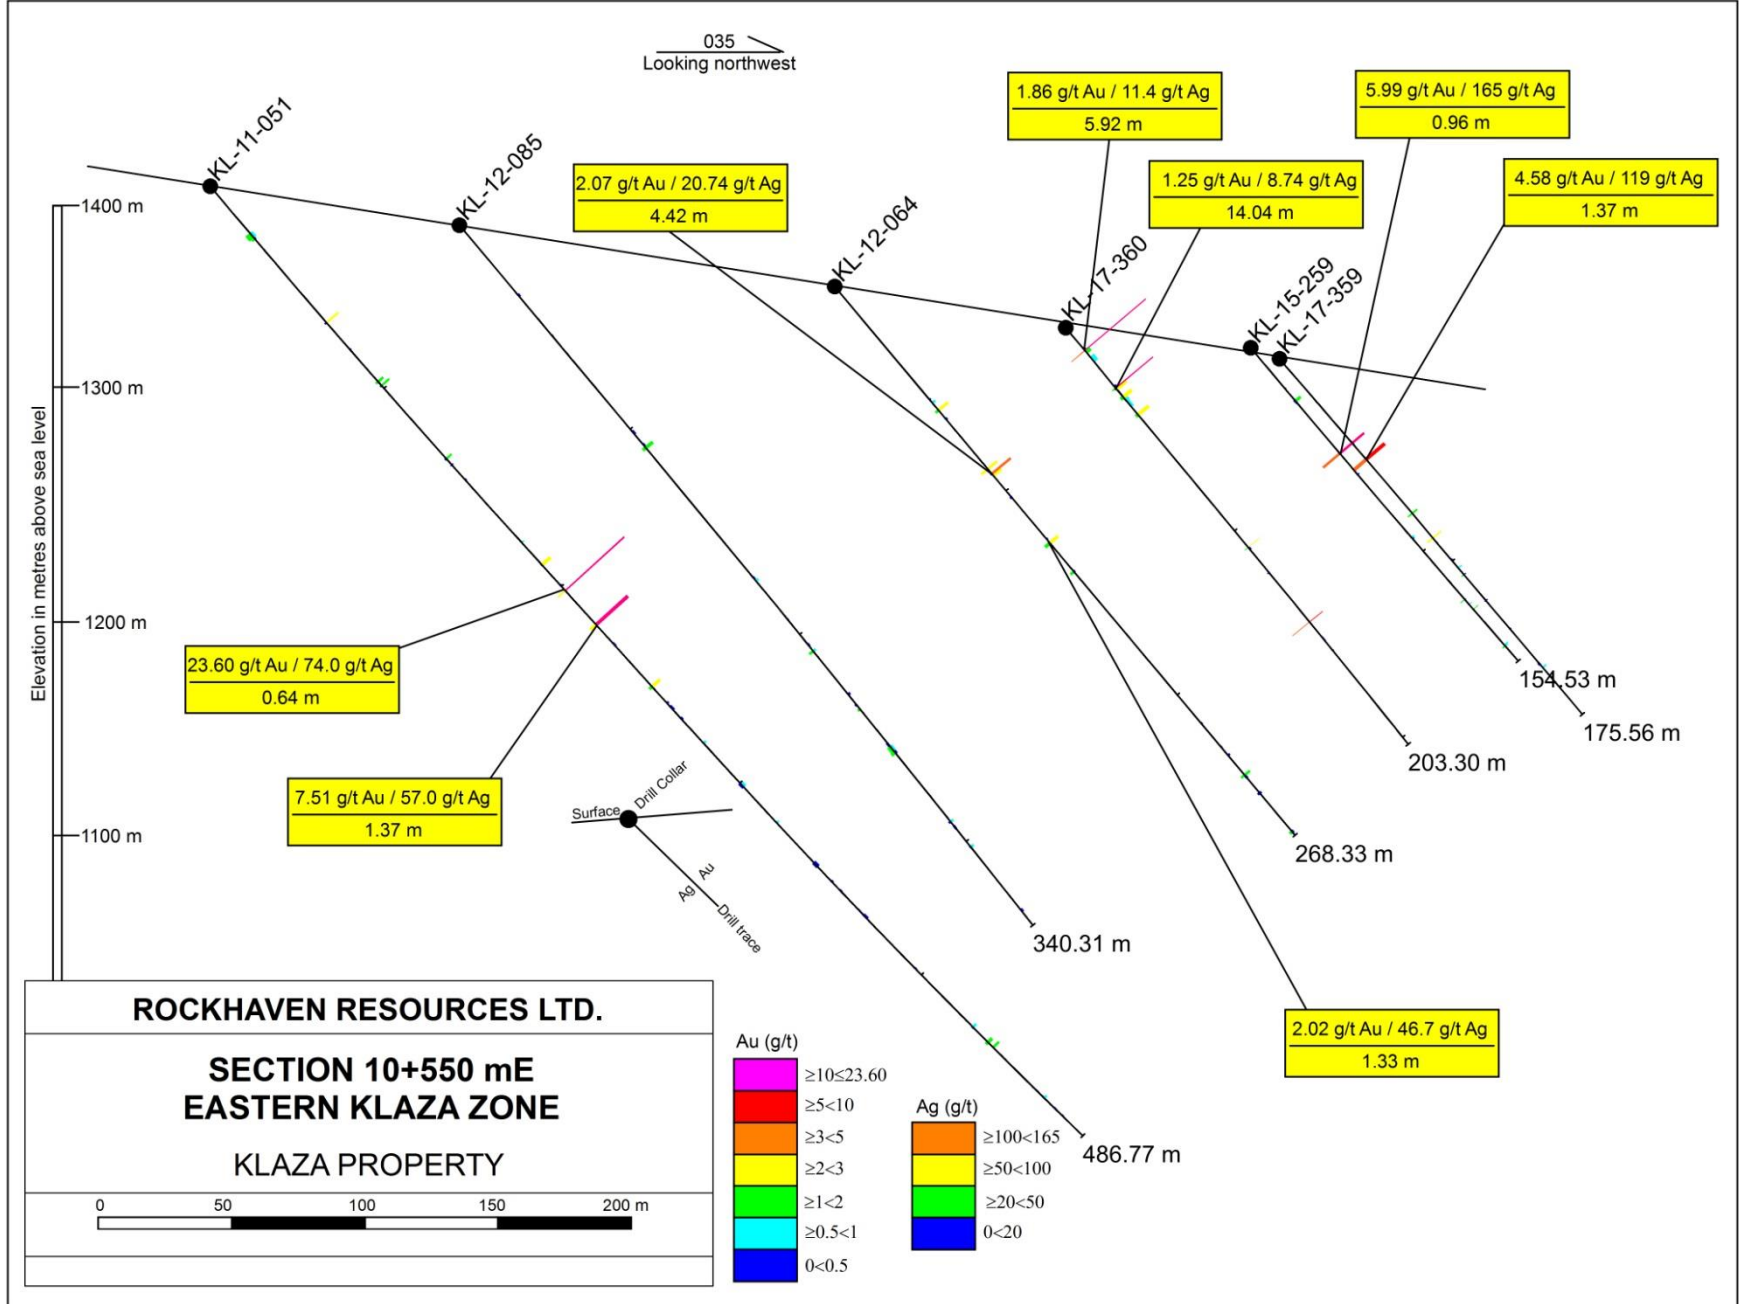 035
Looking northwest
KL-11-051
KL-12-085
KL-12-064
KL-17-360
KL-15-259
KL-17-359
1.86 g/t Au / 11.4 g/t Ag
5.92 m
5.99 g/t Au / 165 g/t Ag
0.96 m
2.07 g/t Au / 20.74 g/t Ag
4.42 m
1.25 g/t Au / 8.74 g/t Ag
14.04 m
4.58 g/t Au / 119 g/t Ag
1.37 m
Elevation in metres above sea level
1400 m
1300 m
1200 m
1100 m
23.60 g/t Au / 74.0 g/t Ag
0.64 m
7.51 g/t Au / 57.0 g/t Ag
1.37 m
Surface
Drill Collar
Ag Au
Drill trace
154.53 m
175.56 m
203.30 m
268.33 m
340.31 m
486.77 m
2.02 g/t Au / 46.7 g/t Ag
1.33 m
ROCKHAVEN RESOURCES LTD.
SECTION 10+550 mE
EASTERN KLAZA ZONE
KLAZA PROPERTY
0 50 100 150 200 m
Au (g/t)
≥10≤23.60
≥5<10
≥3<5
≥2<3
≥1<2
≥0.5<1
0<0.5
Ag (g/t)
≥100<165
≥50<100
≥20<50
0<20